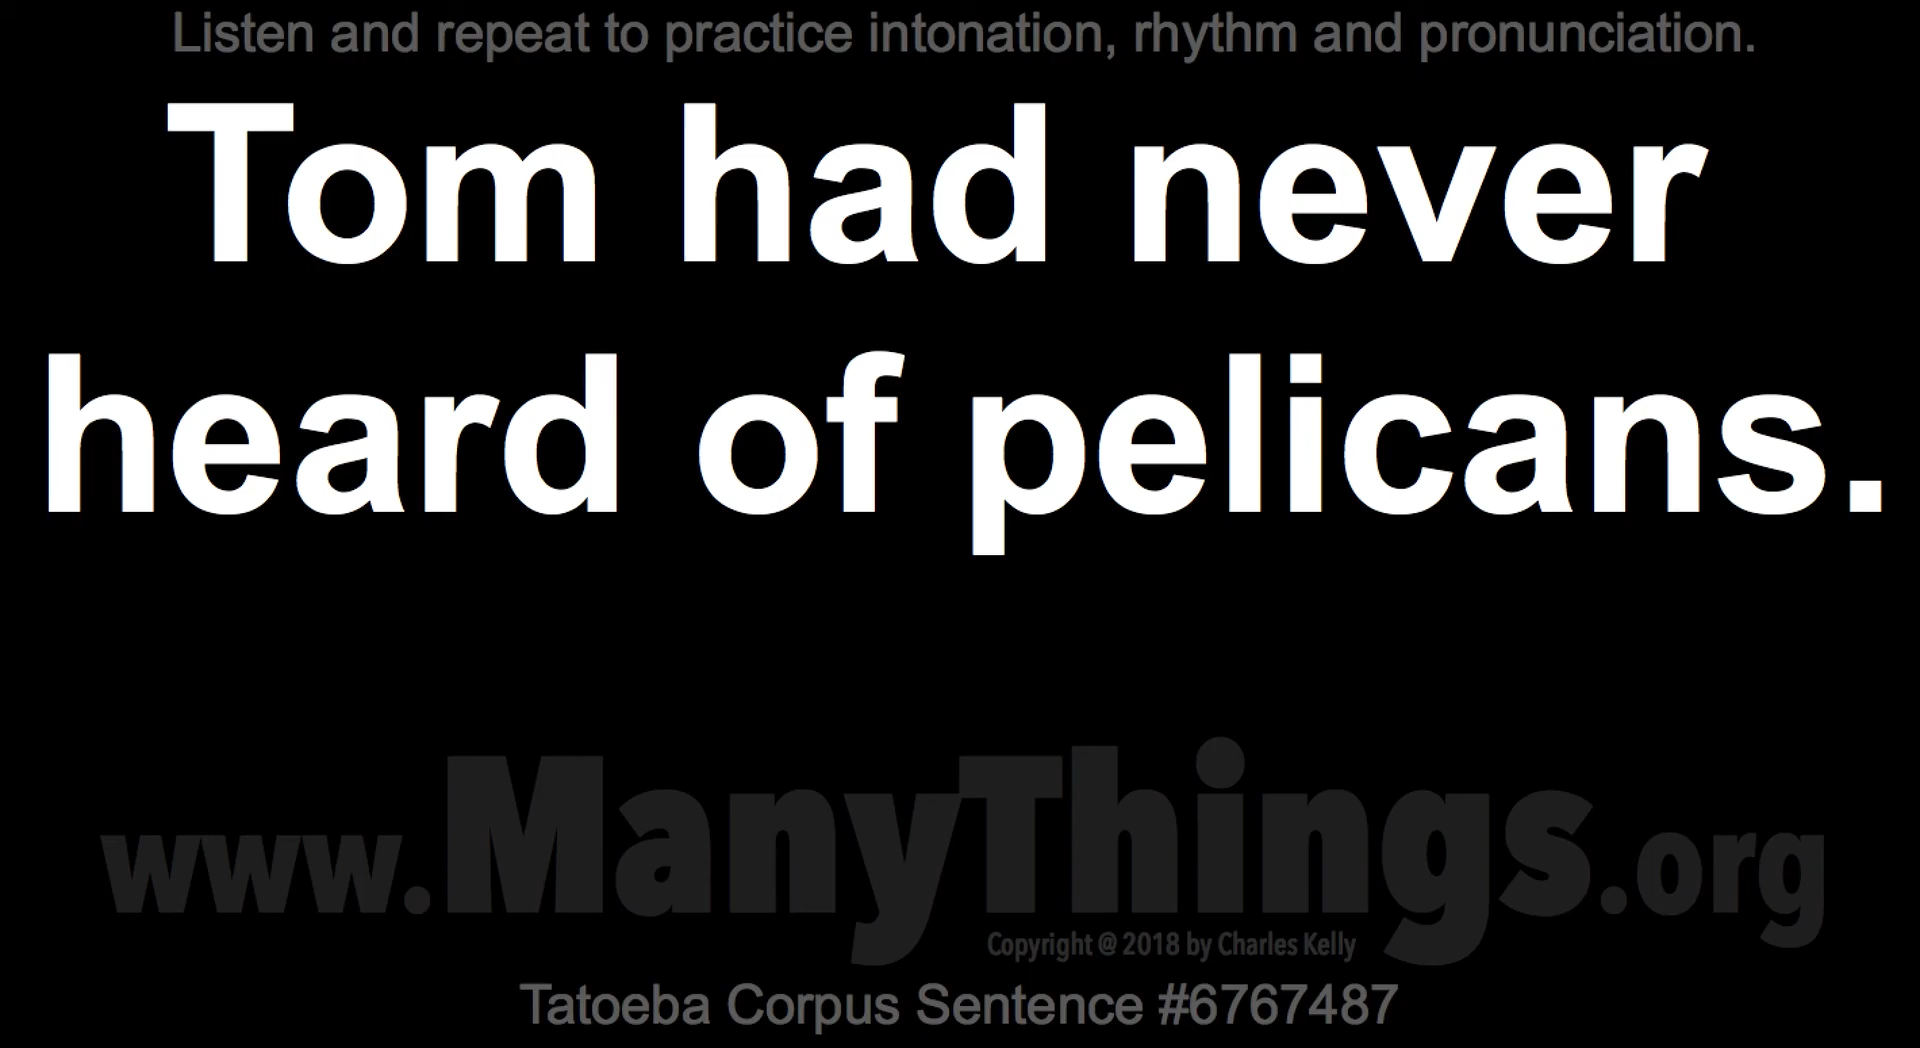 Listen and repeat to practice intonation, rhythm and pronunciation.
Tom had never
heard of pelicans.
www.ManyThings.org
Copyright @ 2018 by Charles Kelly
Tatoeba Corpus Sentence #6767487